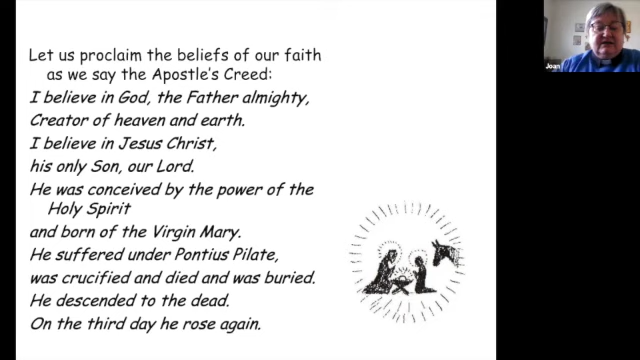 Let us proclaim the beliefs of our faith
as we say the Apostle's Creed:
I believe in God, the Father almighty,
Creator of heaven and earth.
I believe in Jesus Christ,
his only Son, our Lord.
He was conceived by the power of the
Holy Spirit
and born of the Virgin Mary.
He suffered under Pontius Pilate,
was crucified and died and was buried.
He descended to the dead.
On the third day he rose again.
Joan